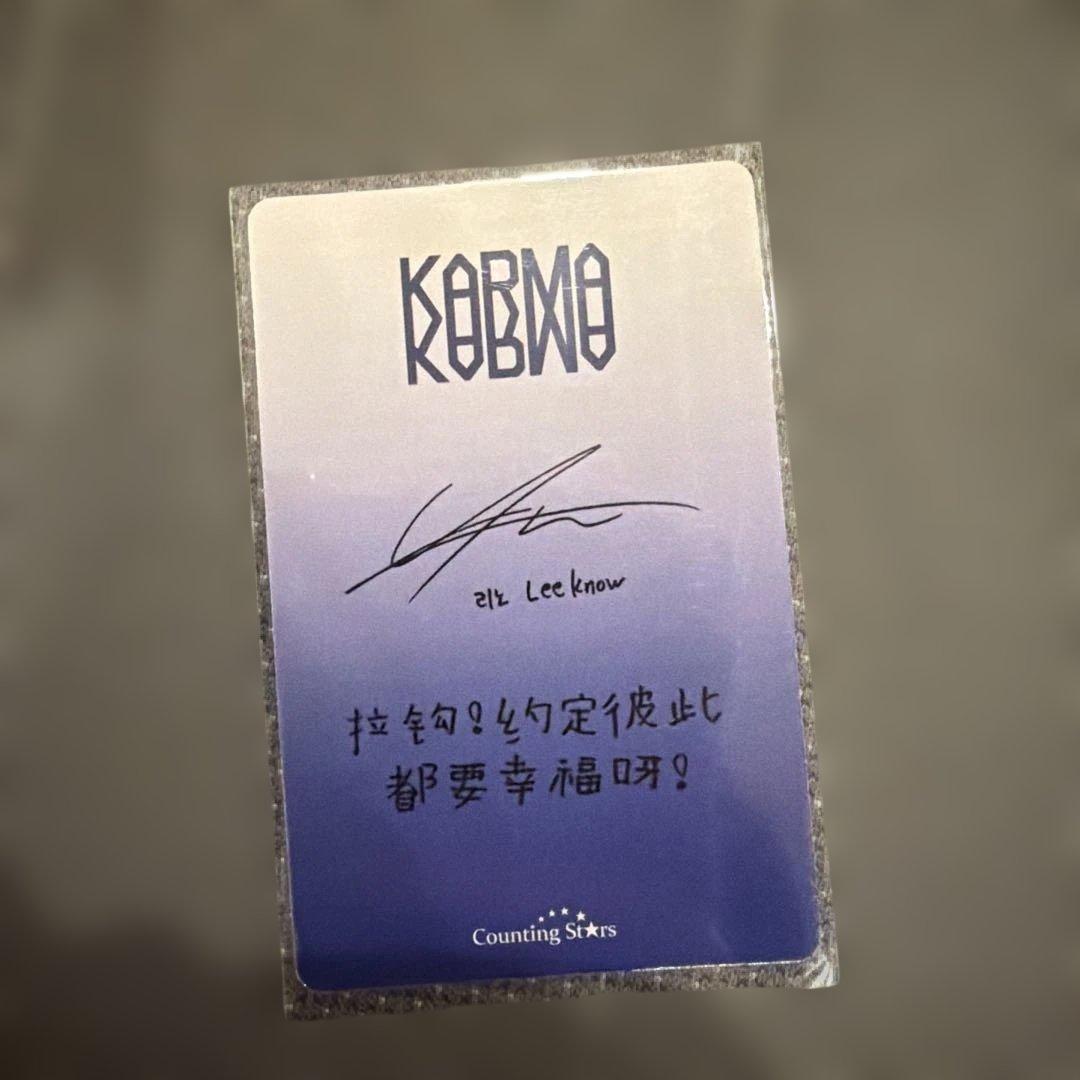 KARMA
리노 Lee Know
拉钩!约定彼此
都要幸福呀!
Counting Stars